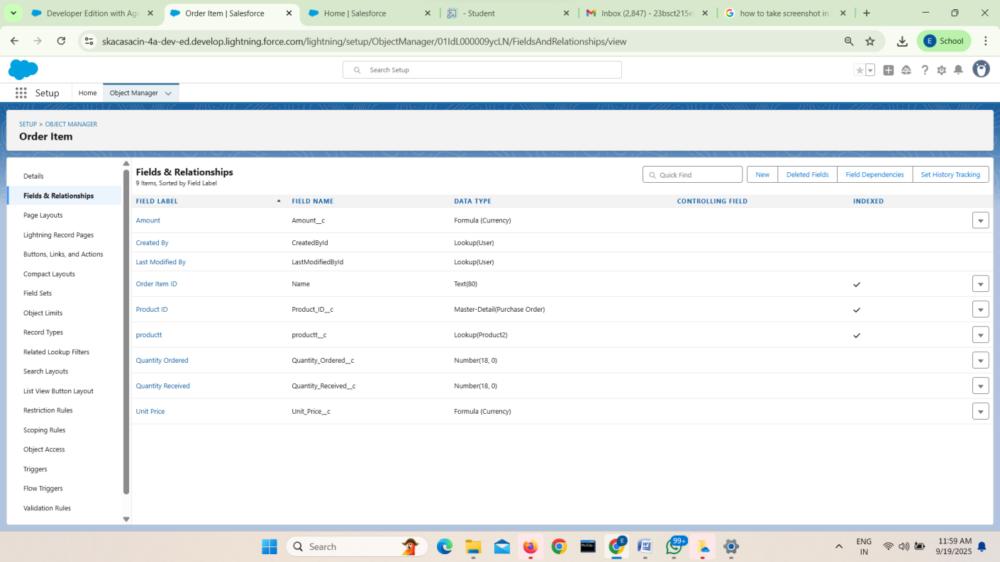 Developer Edition with Age
Order Item | Salesforce
Home | Salesforce
- Student
Inbox (2,847) - 23bsct215e
how to take screenshot in
skacasacin-4a-dev-ed.develop.lightning.force.com/lightning/setup/ObjectManager/01IdL000009ycLN/FieldsAndRelationships/view
E School
Search Setup
Setup Home Object Manager
SETUP > OBJECT MANAGER
Order Item
Details
Fields & Relationships
Page Layouts
Lightning Record Pages
Buttons, Links, and Actions
Compact Layouts
Field Sets
Object Limits
Record Types
Related Lookup Filters
Search Layouts
List View Button Layout
Restriction Rules
Scoping Rules
Object Access
Triggers
Flow Triggers
Validation Rules
Fields & Relationships
9 Items, Sorted by Field Label
Quick Find
New
Deleted Fields
Field Dependencies
Set History Tracking
FIELD LABEL FIELD NAME DATA TYPE CONTROLLING FIELD INDEXED
Amount Amount__c Formula (Currency)
Created By CreatedById Lookup(User)
Last Modified By LastModifiedById Lookup(User)
Order Item ID Name Text(80)
Product ID Product_ID__c Master-Detail(Purchase Order)
productt productt__c Lookup(Product2)
Quantity Ordered Quantity_Ordered__c Number(18, 0)
Quantity Received Quantity_Received__c Number(18, 0)
Unit Price Unit_Price__c Formula (Currency)
Search
E
99+
ENG
IN
11:59 AM
9/19/2025